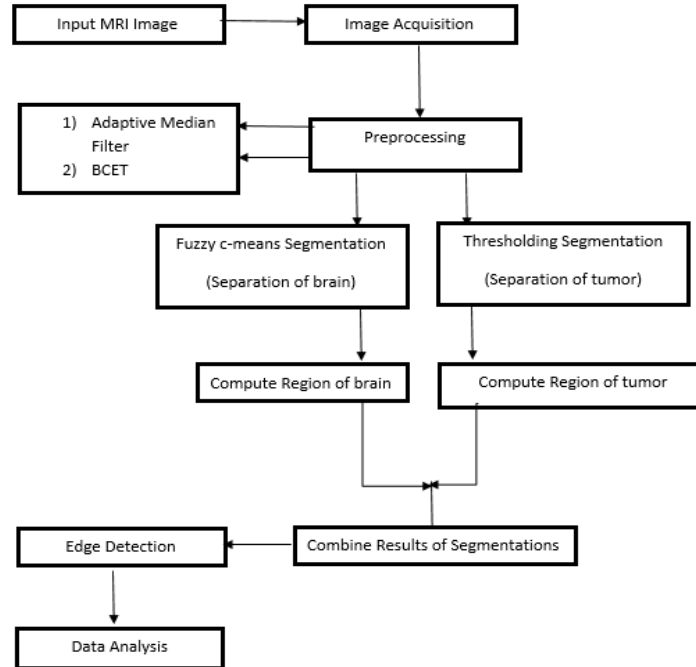 Input MRI Image
Image Acquisition
1) Adaptive Median
Filter
2) BCET
Preprocessing
Fuzzy c-means Segmentation
(Separation of brain)
Thresholding Segmentation
(Separation of tumor)
Compute Region of brain
Compute Region of tumor
Edge Detection
Combine Results of Segmentations
Data Analysis